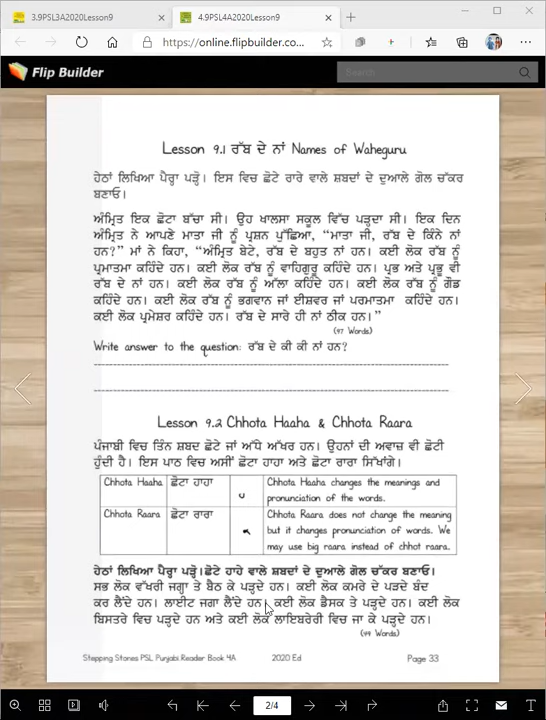 3.9PSL3A2020Lesson9
4.9PSL4A2020Lesson9
https://online.flipbuilder.co...
Flip Builder
Search
Lesson 9.1 ਰੱਬ ਦੇ ਨਾਂ Names of Waheguru
ਹੇਠਾਂ ਲਿਖਿਆ ਪੈਰ੍ਹਾ ਪੜ੍ਹੋ। ਇਸ ਵਿਚ ਛੋਟੇ ਰਾਰੇ ਵਾਲੇ ਸ਼ਬਦਾਂ ਦੇ ਦੁਆਲੇ ਗੋਲ ਚੱਕਰ
ਬਣਾਓ।
ਅੰਮ੍ਰਿਤ ਇਕ ਛੋਟਾ ਬੱਚਾ ਸੀ। ਉਹ ਖਾਲਸਾ ਸਕੂਲ ਵਿੱਚ ਪੜ੍ਹਦਾ ਸੀ। ਇਕ ਦਿਨ
ਅੰਮ੍ਰਿਤ ਨੇ ਆਪਣੇ ਮਾਤਾ ਜੀ ਨੂੰ ਪ੍ਰਸ਼ਨ ਪੁੱਛਿਆ, “ਮਾਤਾ ਜੀ, ਰੱਬ ਦੇ ਕਿੰਨੇ ਨਾਂ
ਹਨ?” ਮਾਂ ਨੇ ਕਿਹਾ, “ਅੰਮ੍ਰਿਤ ਬੇਟੇ, ਰੱਬ ਦੇ ਬਹੁਤ ਨਾਂ ਹਨ। ਕਈ ਲੋਕ ਰੱਬ ਨੂੰ
ਪ੍ਰਮਾਤਮਾ ਕਹਿੰਦੇ ਹਨ। ਕਈ ਲੋਕ ਰੱਬ ਨੂੰ ਵਾਹਿਗੁਰੂ ਕਹਿੰਦੇ ਹਨ। ਪ੍ਰਭ ਅਤੇ ਪ੍ਰਭੂ ਵੀ
ਰੱਬ ਦੇ ਨਾਂ ਹਨ। ਕਈ ਲੋਕ ਰੱਬ ਨੂੰ ਅੱਲਾ ਕਹਿੰਦੇ ਹਨ। ਕਈ ਲੋਕ ਰੱਬ ਨੂੰ ਗੌਡ
ਕਹਿੰਦੇ ਹਨ। ਕਈ ਲੋਕ ਰੱਬ ਨੂੰ ਭਗਵਾਨ ਜਾਂ ਈਸ਼ਵਰ ਜਾਂ ਪਰਮਾਤਮਾ ਕਹਿੰਦੇ ਹਨ।
ਕਈ ਲੋਕ ਪ੍ਰਮੇਸ਼ਰ ਕਹਿੰਦੇ ਹਨ। ਰੱਬ ਦੇ ਸਾਰੇ ਹੀ ਨਾਂ ਠੀਕ ਹਨ।”
(97 Words)
Write answer to the question: ਰੱਬ ਦੇ ਕੀ ਕੀ ਨਾਂ ਹਨ?
Lesson 9.2 Chhota Haaha & Chhota Raara
ਪੰਜਾਬੀ ਵਿਚ ਤਿੰਨ ਸ਼ਬਦ ਛੋਟੇ ਜਾਂ ਅੱਧੇ ਅੱਖਰ ਹਨ। ਉਹਨਾਂ ਦੀ ਅਵਾਜ਼ ਵੀ ਛੋਟੀ
ਹੁੰਦੀ ਹੈ। ਇਸ ਪਾਠ ਵਿਚ ਅਸੀਂ ਛੋਟਾ ਹਾਹਾ ਅਤੇ ਛੋਟਾ ਰਾਰਾ ਸਿੱਖਾਂਗੇ।
Chhota Haaha ਛੋਟਾ ਹਾਹਾ Chhota Haaha changes the meanings and
pronunciation of the words.
Chhota Raara ਛੋਟਾ ਰਾਰਾ Chhota Raara does not change the meaning
but it changes pronunciation of words. We
may use big raara instead of chhot raara.
ਹੇਠਾਂ ਲਿਖਿਆ ਪੈਰ੍ਹਾ ਪੜ੍ਹੋ।ਛੋਟੇ ਹਾਹੇ ਵਾਲੇ ਸ਼ਬਦਾਂ ਦੇ ਦੁਆਲੇ ਗੋਲ ਚੱਕਰ ਬਣਾਓ।
ਸਭ ਲੋਕ ਵੱਖਰੀ ਜਗ੍ਹਾ ਤੇ ਬੈਠ ਕੇ ਪੜ੍ਹਦੇ ਹਨ। ਕਈ ਲੋਕ ਕਮਰੇ ਦੇ ਪੜਦੇ ਬੰਦ
ਕਰ ਲੈਂਦੇ ਹਨ। ਲਾਈਟ ਜਗਾ ਲੈਂਦੇ ਹਨ। ਕਈ ਲੋਕ ਡੈਸਕ ਤੇ ਪੜ੍ਹਦੇ ਹਨ। ਕਈ ਲੋਕ
ਬਿਸਤਰੇ ਵਿਚ ਪੜ੍ਹਦੇ ਹਨ ਅਤੇ ਕਈ ਲੋਕ ਲਾਇਬਰੇਰੀ ਵਿਚ ਜਾ ਕੇ ਪੜ੍ਹਦੇ ਹਨ।
(49 Words)
Stepping Stones PSL Punjabi Reader Book 4A 2020 Ed Page 33
2/4